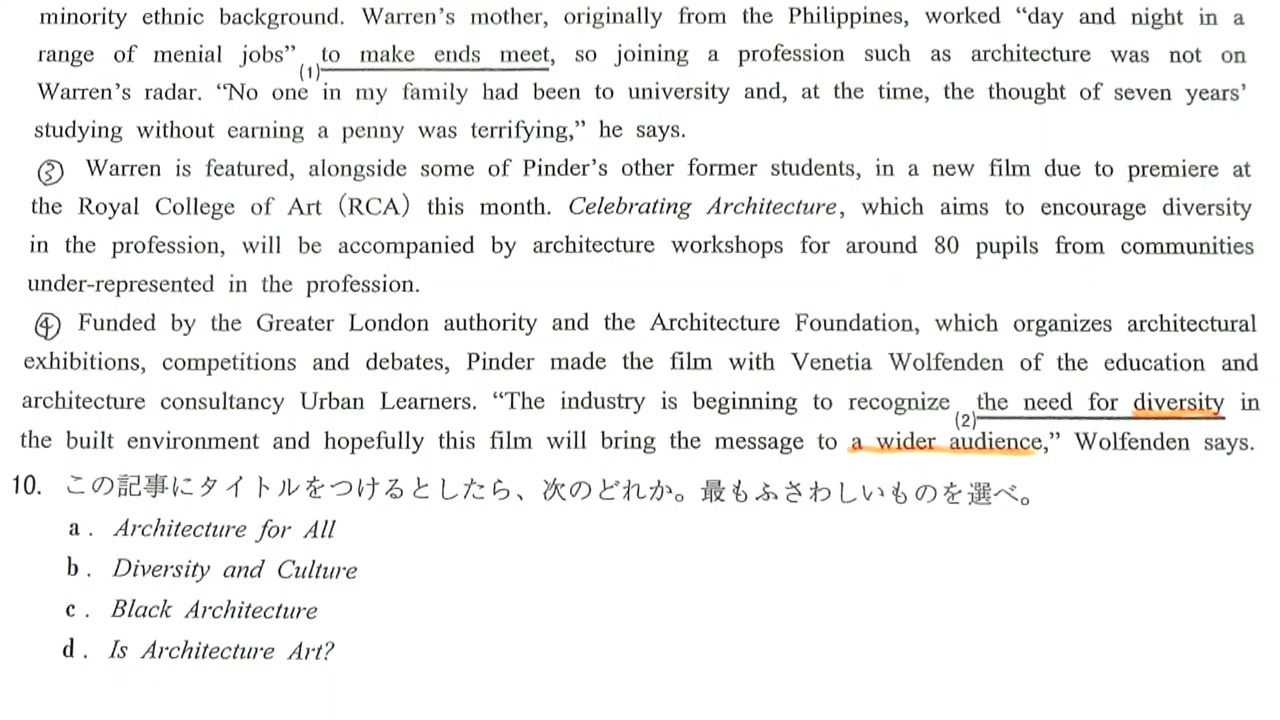 minority ethnic background. Warren's mother, originally from the Philippines, worked "day and night in a
range of menial jobs" (1)to make ends meet, so joining a profession such as architecture was not on
Warren's radar. "No one in my family had been to university and, at the time, the thought of seven years'
studying without earning a penny was terrifying," he says.
③ Warren is featured, alongside some of Pinder's other former students, in a new film due to premiere at
the Royal College of Art (RCA) this month. Celebrating Architecture, which aims to encourage diversity
in the profession, will be accompanied by architecture workshops for around 80 pupils from communities
under-represented in the profession.
④ Funded by the Greater London authority and the Architecture Foundation, which organizes architectural
exhibitions, competitions and debates, Pinder made the film with Venetia Wolfenden of the education and
architecture consultancy Urban Learners. "The industry is beginning to recognize (2)the need for diversity in
the built environment and hopefully this film will bring the message to a wider audience," Wolfenden says.
10. この記事にタイトルをつけるとしたら、次のどれか。最もふさわしいものを選べ。
a. Architecture for All
b. Diversity and Culture
c. Black Architecture
d. Is Architecture Art?